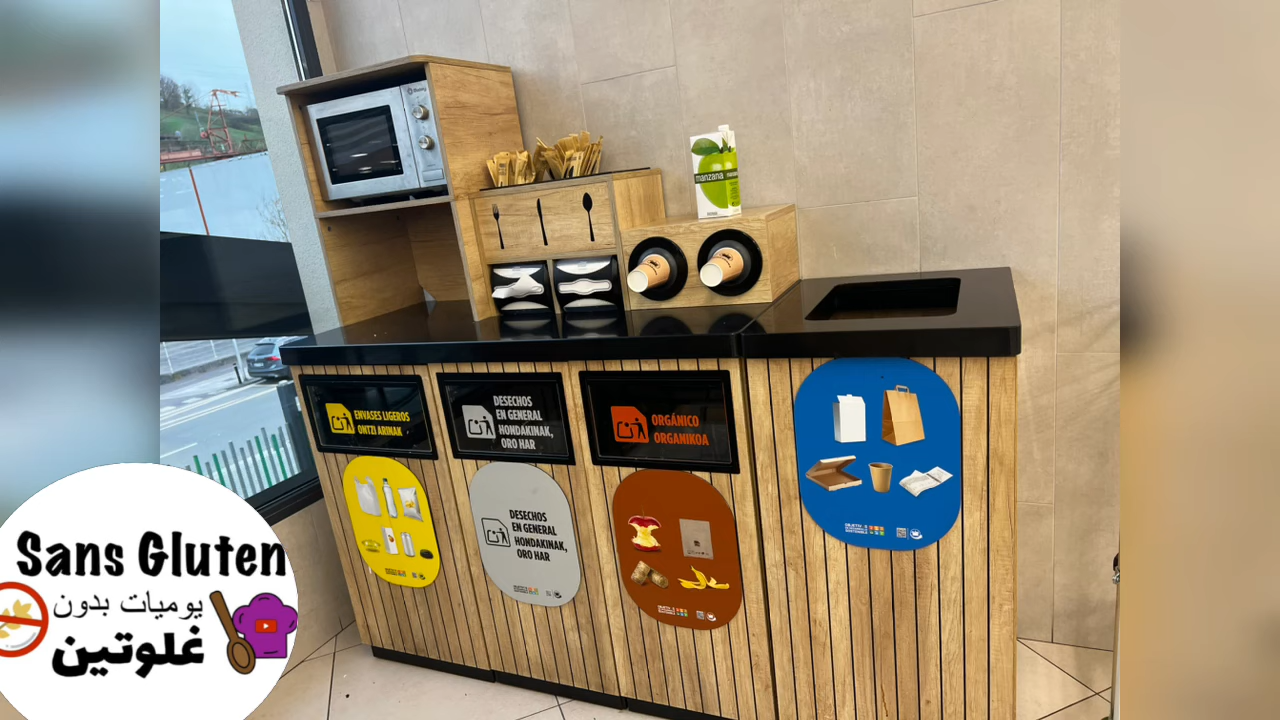 manzana
ENVASES LIGEROS
ONTZI ARINAK
DESECHOS
EN GENERAL
HONDAKINAK,
ORO HAR
ORGÁNICO
ORGANIKOA
DESECHOS
EN GENERAL
HONDAKINAK,
ORO HAR
Sans Gluten
يوميات بدون
غلوتين